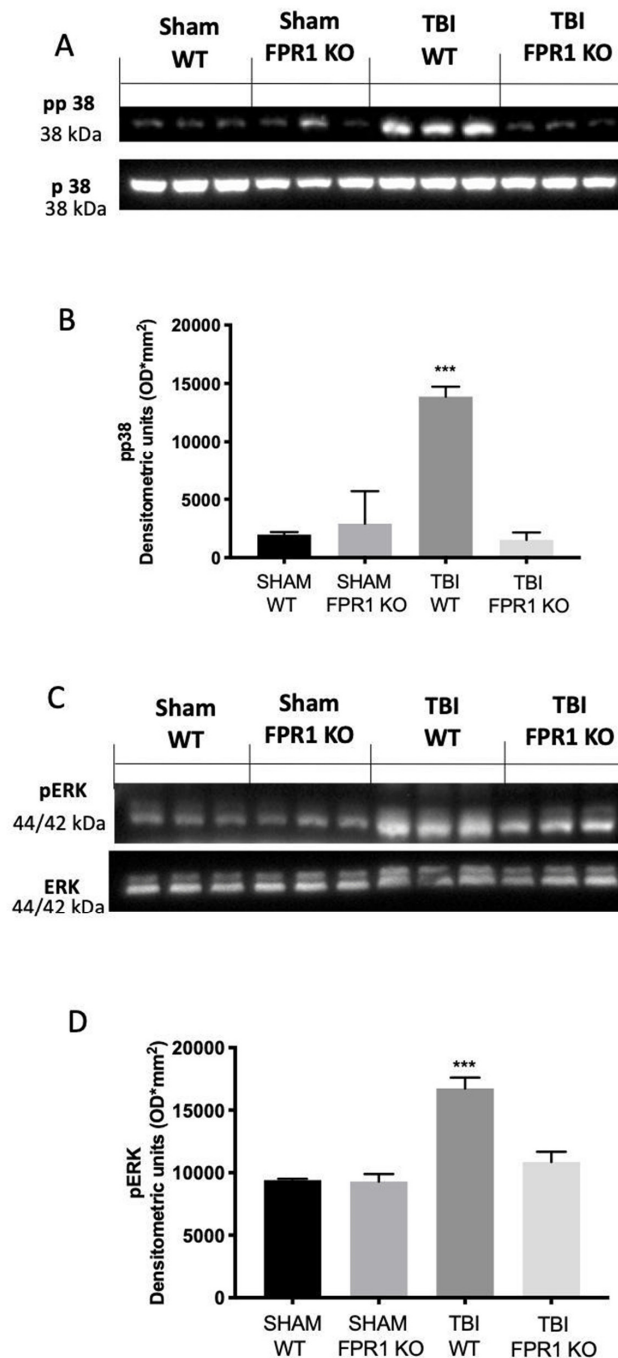 A
Sham WT
Sham FPR1 KO
TBI WT
TBI FPR1 KO
pp 38
38 kDa
p 38
38 kDa
B
pp38
Densitometric units (OD*mm²)
20000
15000
10000
5000
0
***
SHAM WT
SHAM FPR1 KO
TBI WT
TBI FPR1 KO
C
Sham WT
Sham FPR1 KO
TBI WT
TBI FPR1 KO
pERK
44/42 kDa
ERK
44/42 kDa
D
pERK
Densitometric units (OD*mm²)
20000
15000
10000
5000
0
***
SHAM WT
SHAM FPR1 KO
TBI WT
TBI FPR1 KO